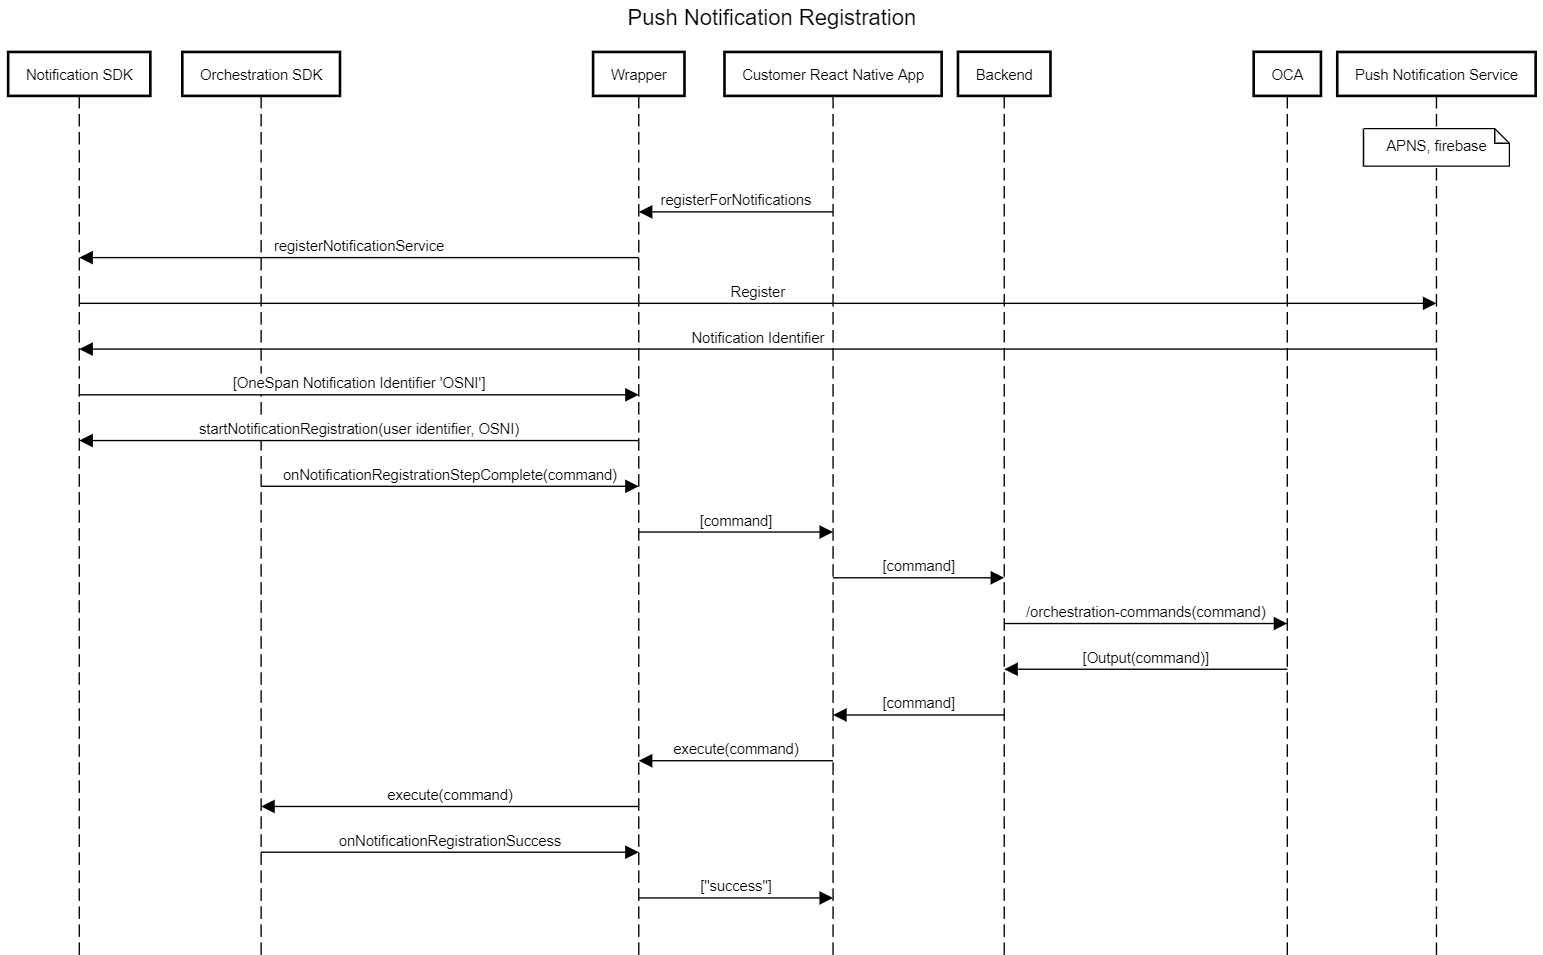 Push Notification Registration
Notification SDK
Orchestration SDK
Wrapper
Customer React Native App
Backend
OCA
Push Notification Service
APNS, firebase
registerForNotifications
registerNotificationService
Register
Notification Identifier
[OneSpan Notification Identifier 'OSNI']
startNotificationRegistration(user identifier, OSNI)
onNotificationRegistrationStepComplete(command)
[command]
[command]
/orchestration-commands(command)
[Output(command)]
[command]
execute(command)
execute(command)
onNotificationRegistrationSuccess
["success"]